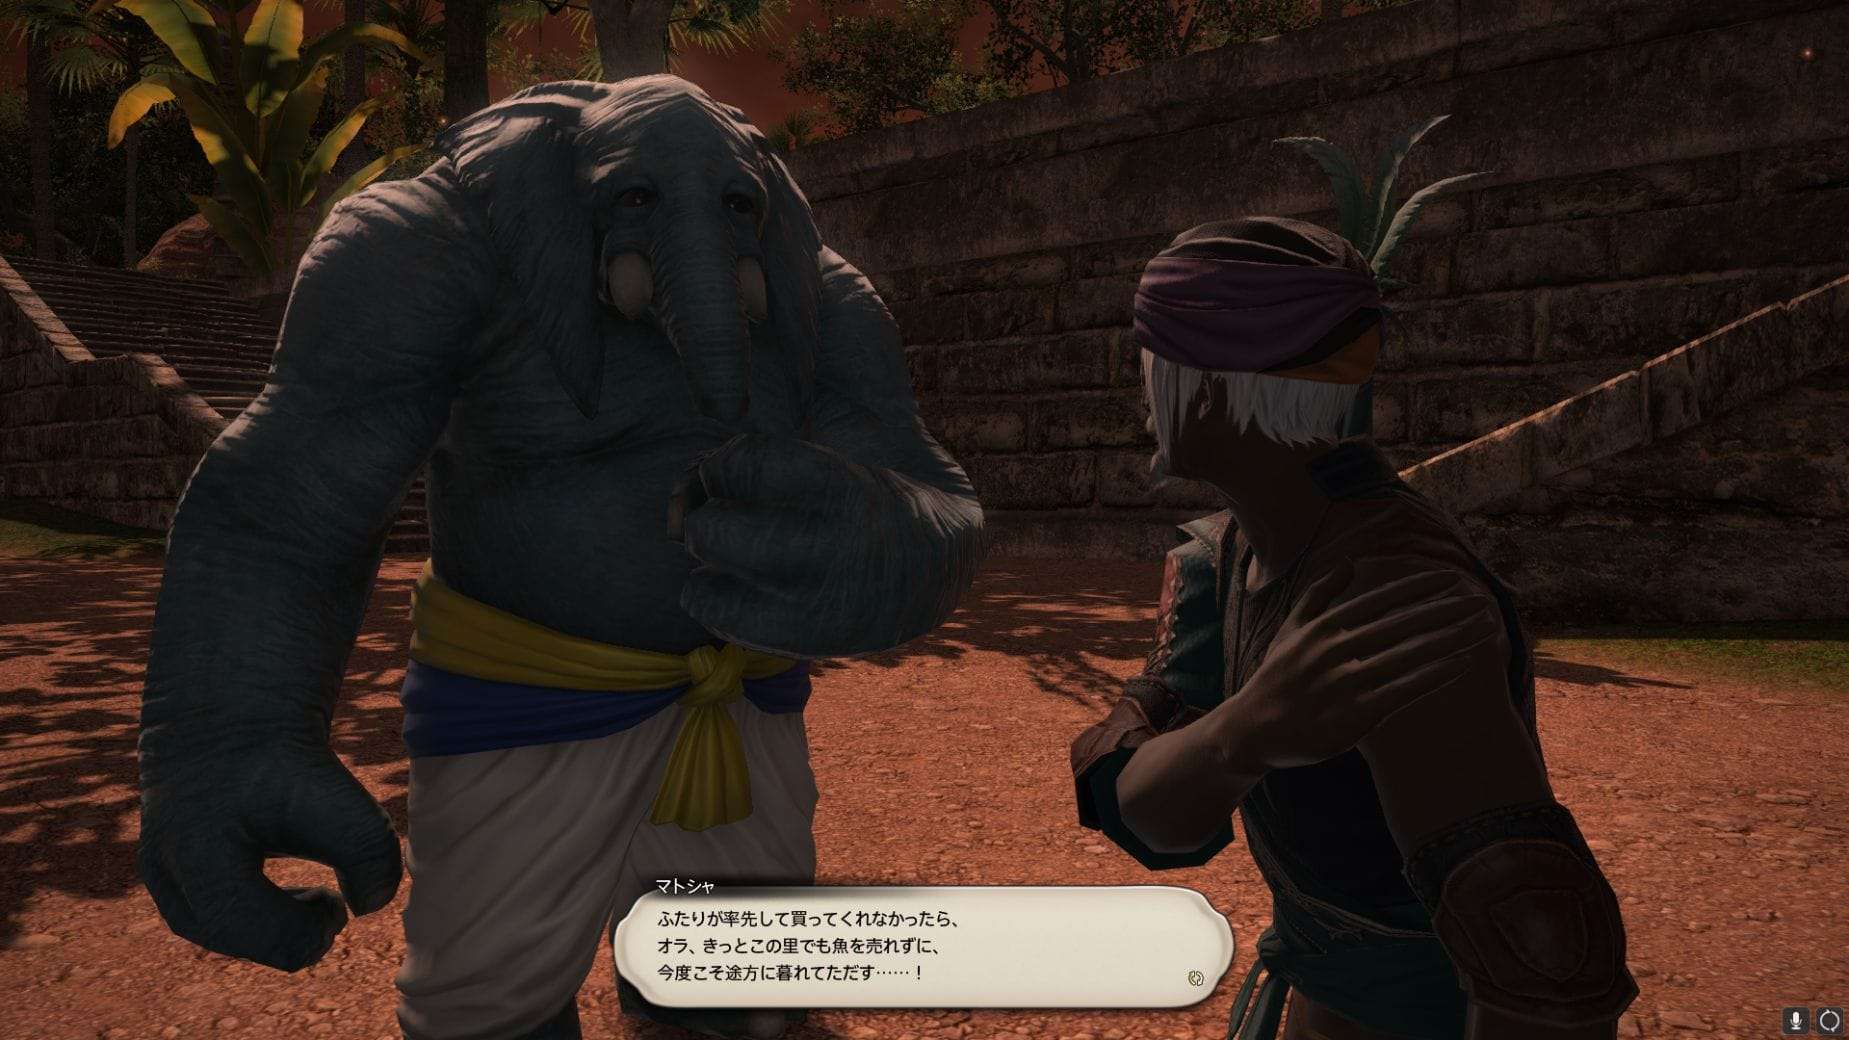 マトシャ
ふたりが率先して買ってくれなかったら、
オラ、きっとこの里でも魚を売れずに、
今度こそ途方に暮れてただす……！